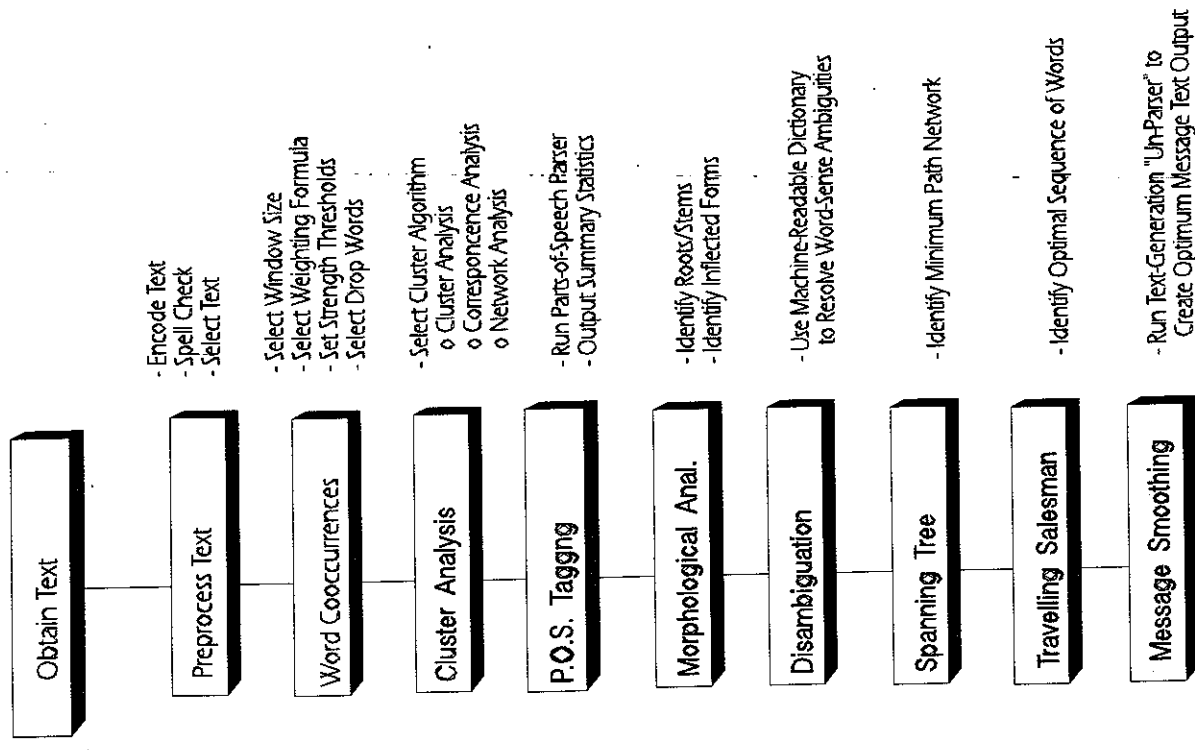 Obtain Text
Preprocess Text
- Encode Text
- Spell Check
- Select Text
Word Cooccurrences
- Select Window Size
- Select Weighting Formula
- Set Strength Thresholds
- Select Drop Words
Cluster Analysis
- Select Cluster Algorithm
o Cluster Analysis
o Corresponcence Analysis
o Network Analysis
P.O.S. Taggng
- Run Parts-of-Speech Parser
- Output Summary Statistics
Morphological Anal.
- Identify Roots/Stems
- Identify Inflected Forms
Disambiguation
- Use Machine-Readable Dictionary
to Resolve Word-Sense Ambiguities
Spanning Tree
- Identify Minimum Path Network
Travelling Salesman
- Identify Optimal Sequence of Words
Message Smoothing
- Run Text-Generation "Un-Parser" to
Create Optimum Message Text Output